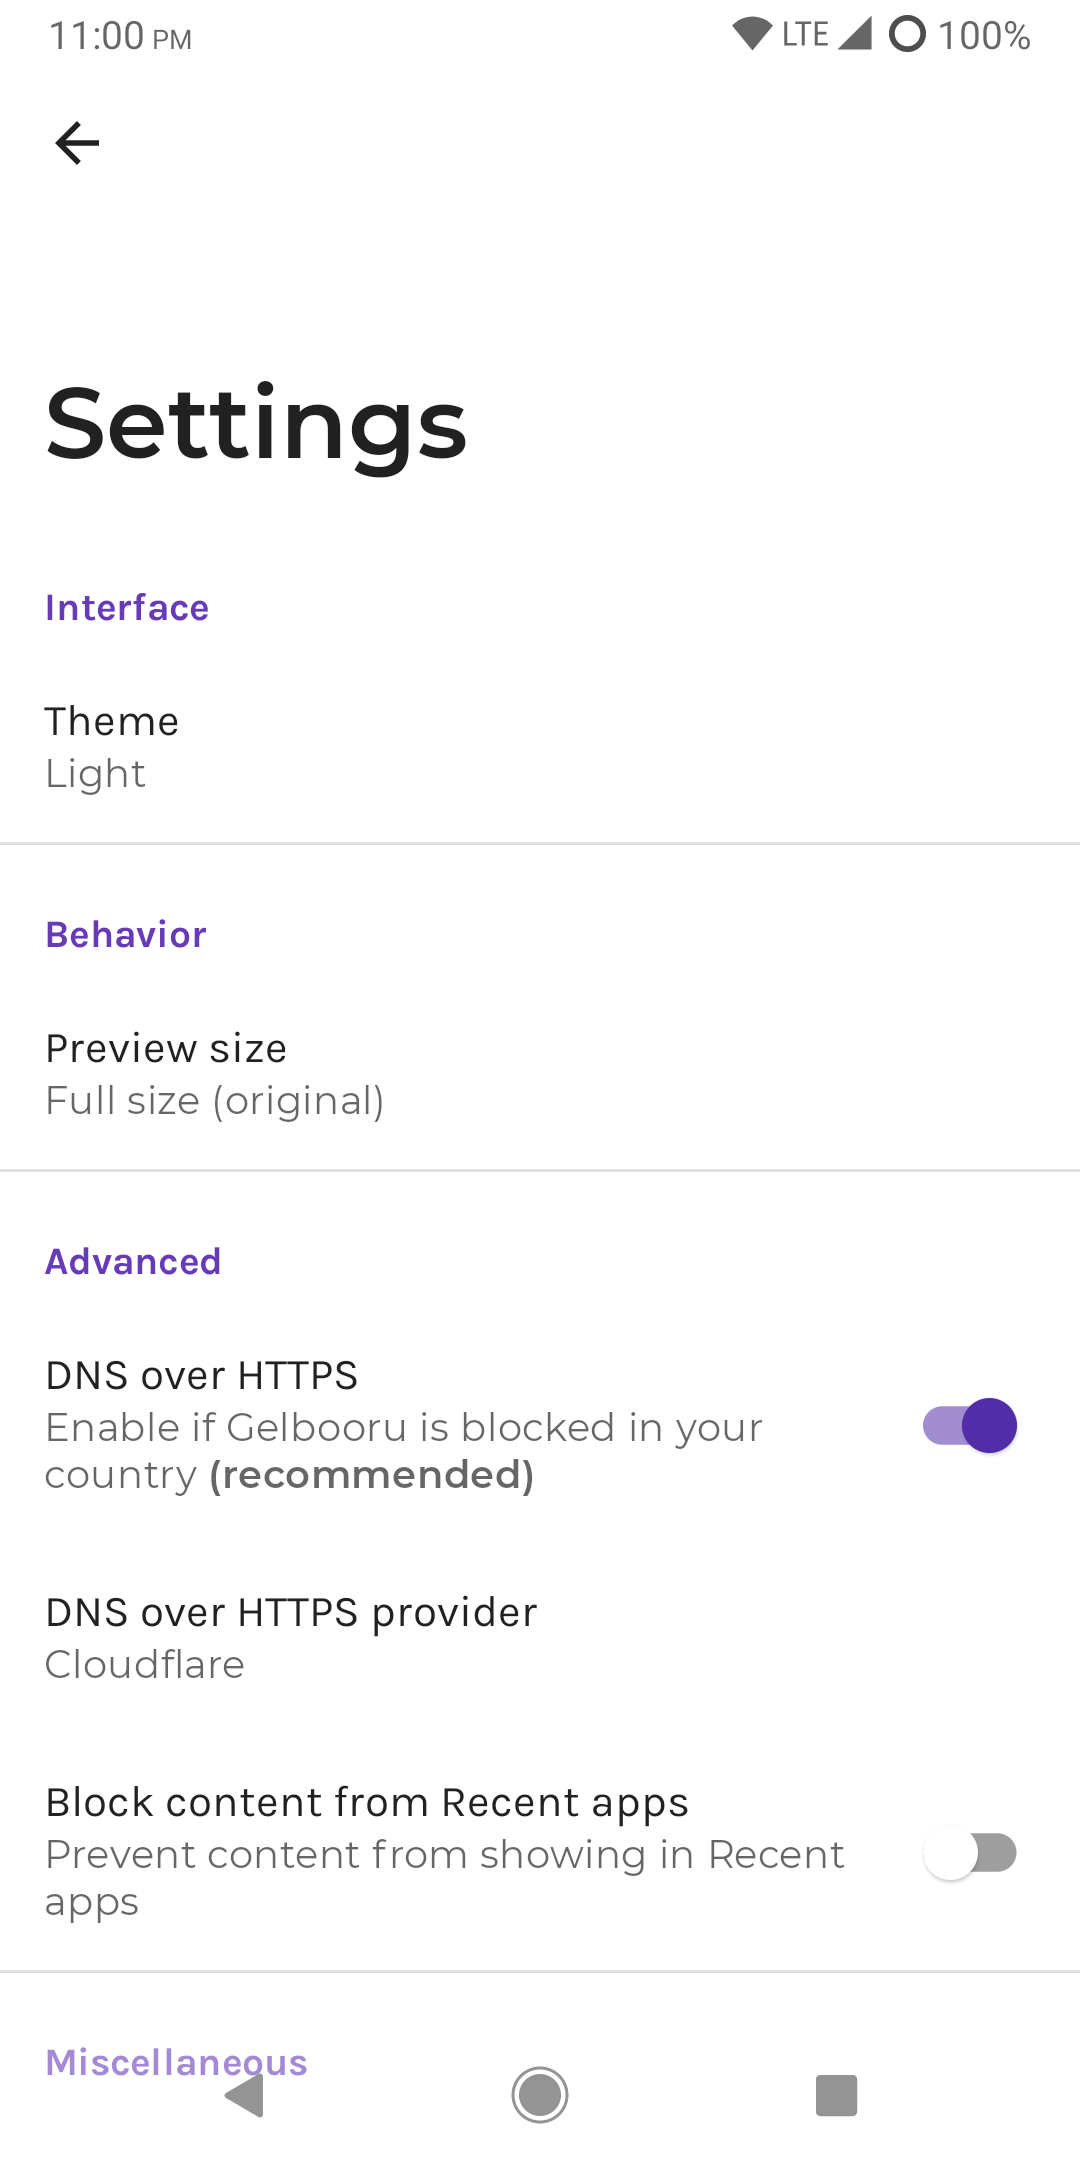 11:00 PM LTE 100%
Settings
Interface
Theme
Light
Behavior
Preview size
Full size (original)
Advanced
DNS over HTTPS
Enable if Gelbooru is blocked in your
country (recommended)
DNS over HTTPS provider
Cloudflare
Block content from Recent apps
Prevent content from showing in Recent
apps
Miscellaneous